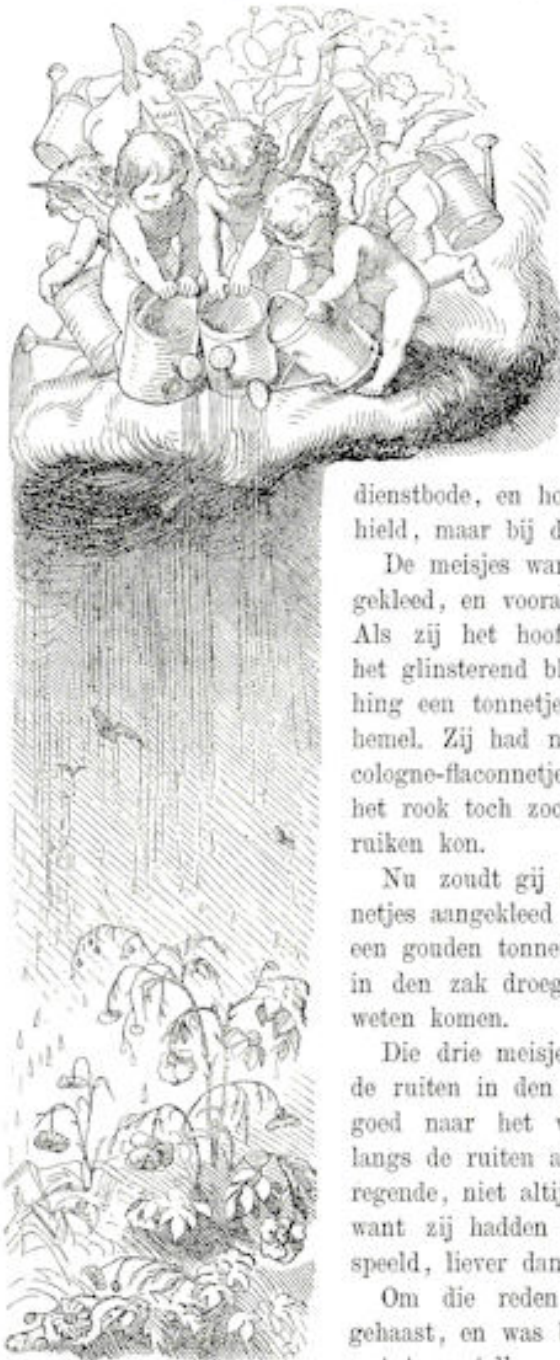 dienstbode, en ho
hield, maar bij d
De meisjes war
gekleed, en voora
Als zij het hoof
het glinsterend bl
hing een tonnetje
hemel. Zij had n
cologne-flaconnetje
het rook toch zoo
ruiken kon.
Nu zoudt gij
netjes aangekleed
een gouden tonne
in den zak droeg
weten komen.
Die drie meisje
de ruiten in den
goed naar het v
langs de ruiten a
regende, niet altij
want zij hadden
speeld, liever dan
Om die reden
gehaast, en was